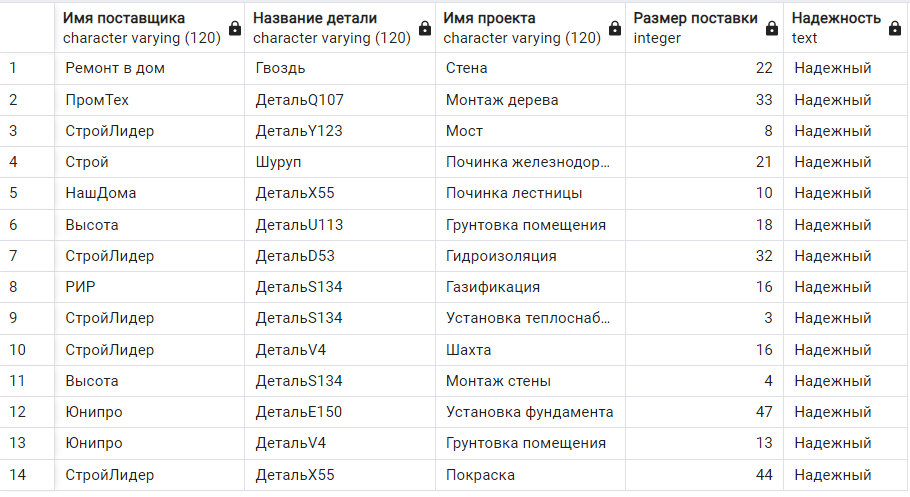 Имя поставщика Название детали Имя проекта Размер поставки Надежность
character varying (120) character varying (120) character varying (120) integer text
1 Ремонт в дом Гвоздь Стена 22 Надежный
2 ПромТех ДетальQ107 Монтаж дерева 33 Надежный
3 СтройЛидер ДетальY123 Мост 8 Надежный
4 Строй Шуруп Починка железнодор... 21 Надежный
5 НашДома ДетальX55 Починка лестницы 10 Надежный
6 Высота ДетальU113 Грунтовка помещения 18 Надежный
7 СтройЛидер ДетальD53 Гидроизоляция 32 Надежный
8 РИР ДетальS134 Газификация 16 Надежный
9 СтройЛидер ДетальS134 Установка теплоснаб... 3 Надежный
10 СтройЛидер ДетальV4 Шахта 16 Надежный
11 Высота ДетальS134 Монтаж стены 4 Надежный
12 Юнипро ДетальE150 Установка фундамента 47 Надежный
13 Юнипро ДетальV4 Грунтовка помещения 13 Надежный
14 СтройЛидер ДетальX55 Покраска 44 Надежный